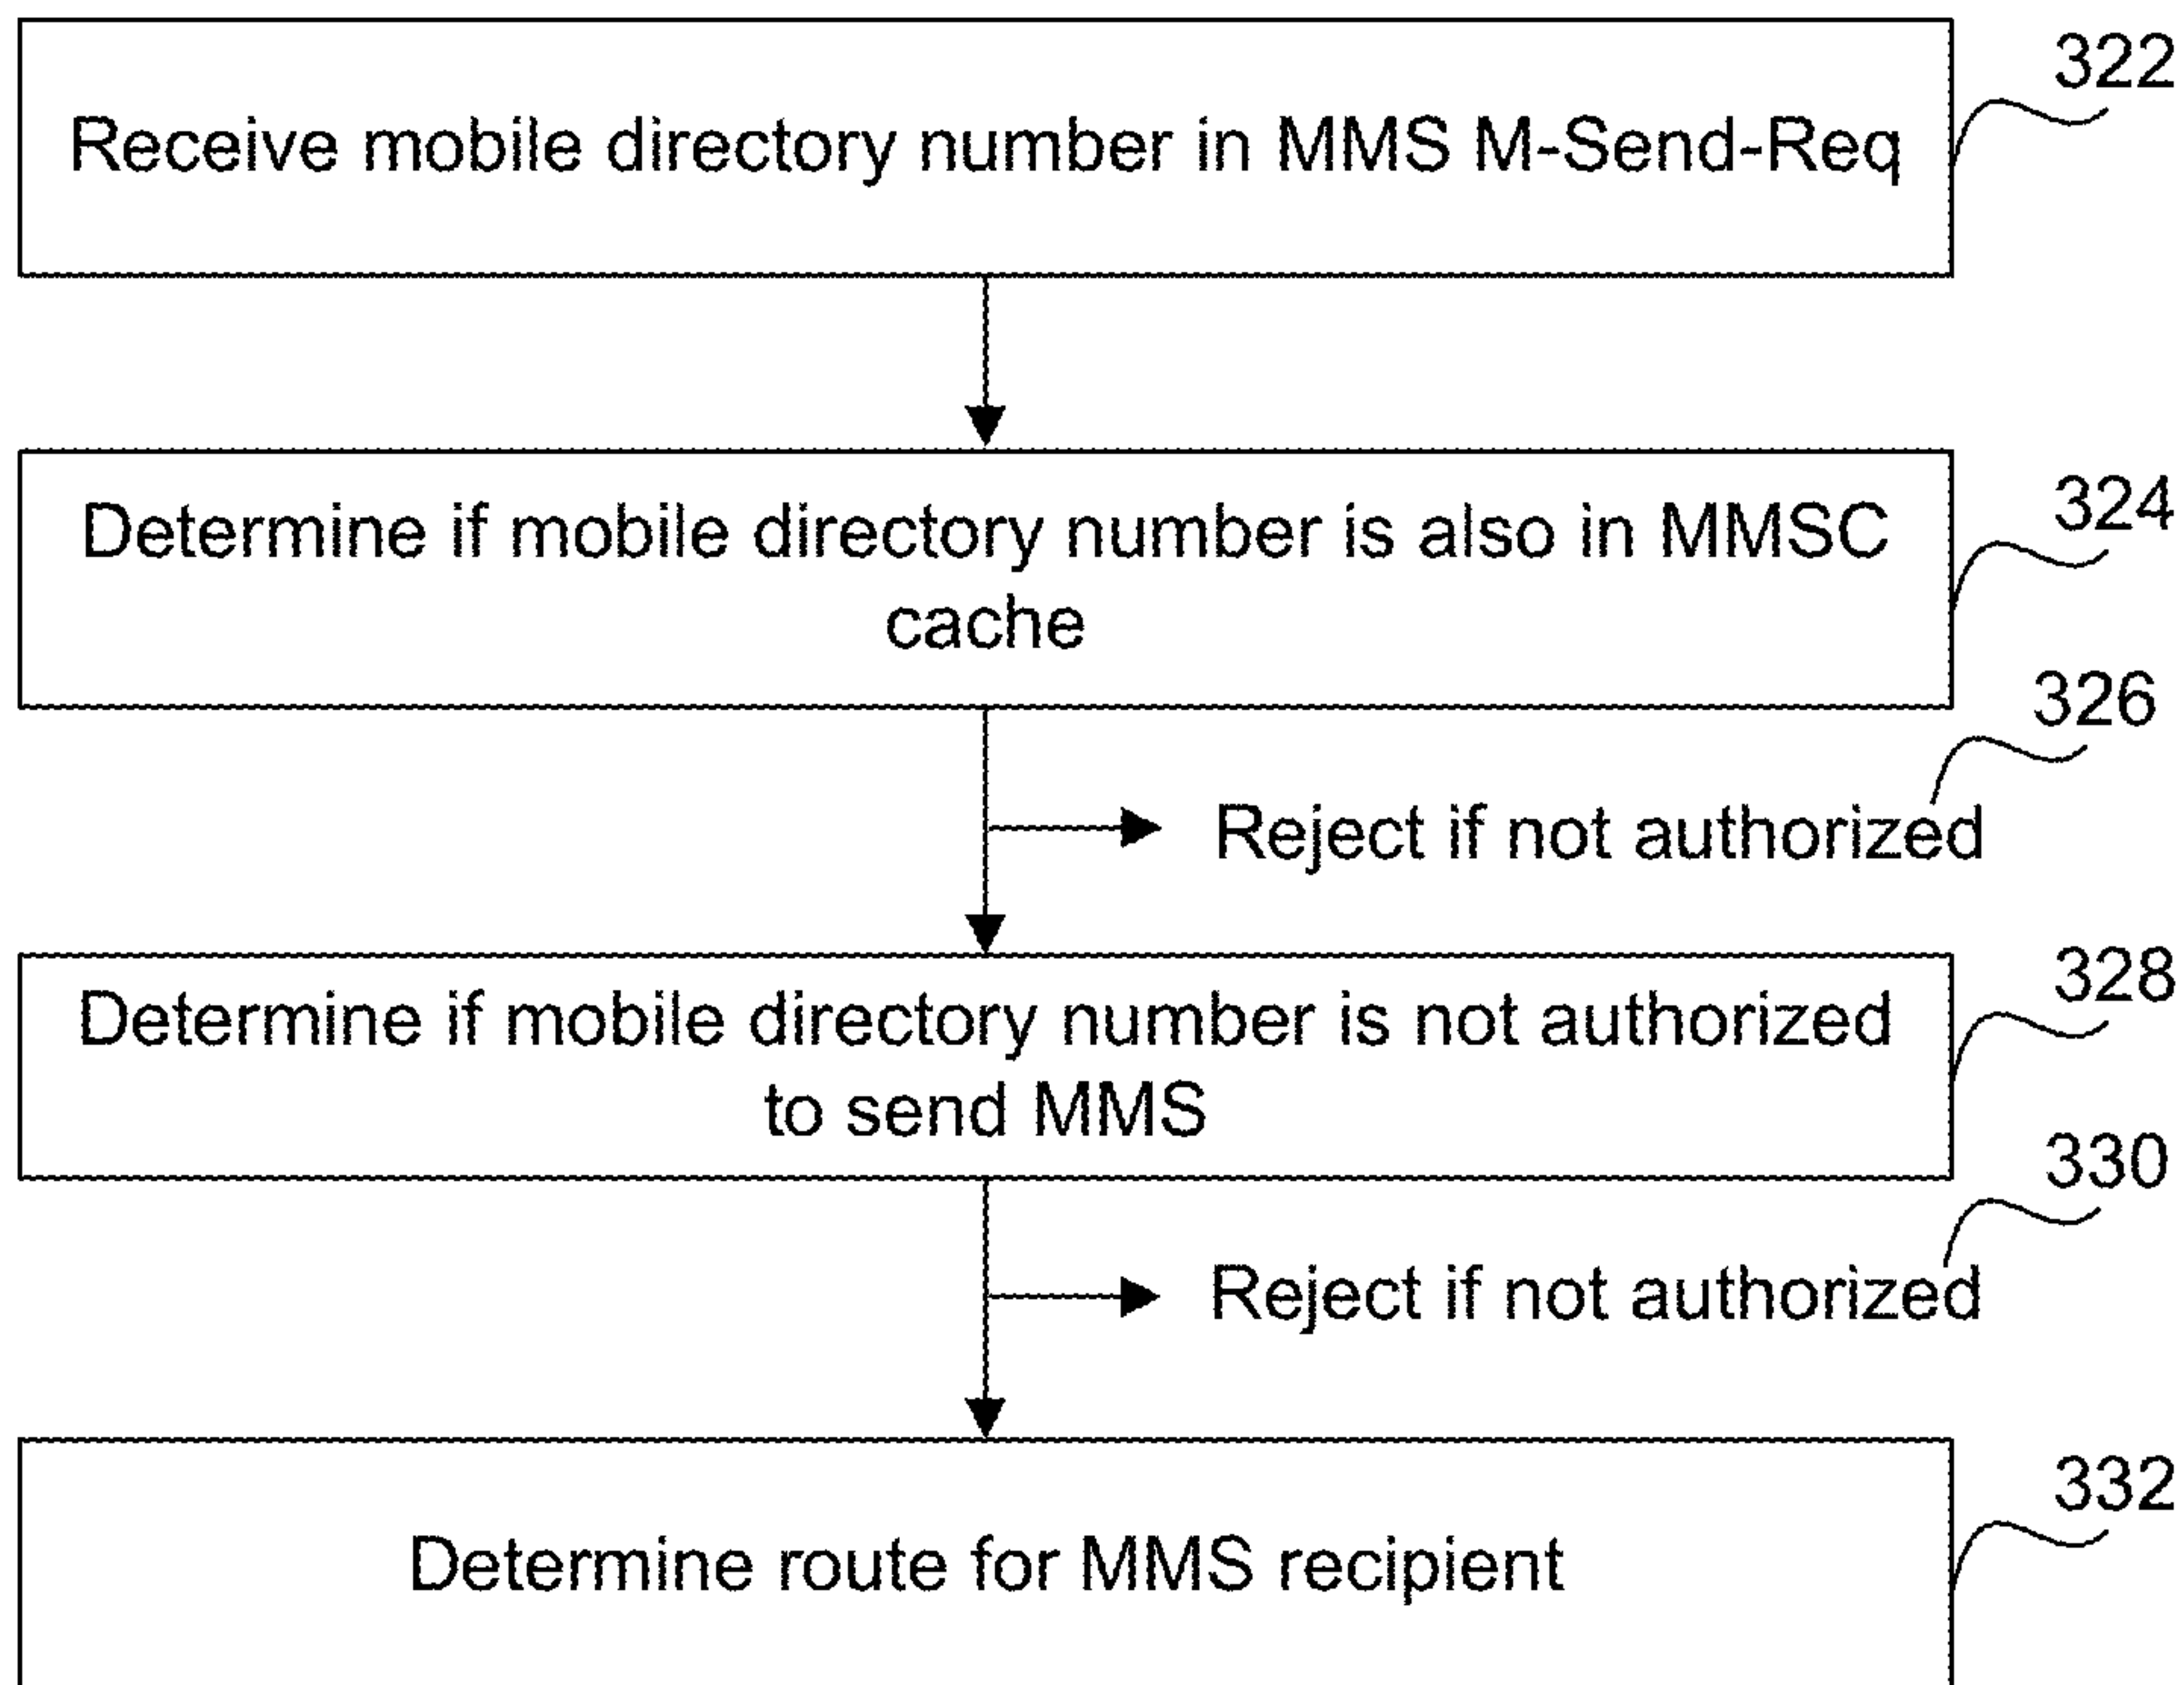 322
Receive mobile directory number in MMS M-Send-Req
324
Determine if mobile directory number is also in MMSC
cache
326
Reject if not authorized
328
Determine if mobile directory number is not authorized
to send MMS
330
Reject if not authorized
332
Determine route for MMS recipient